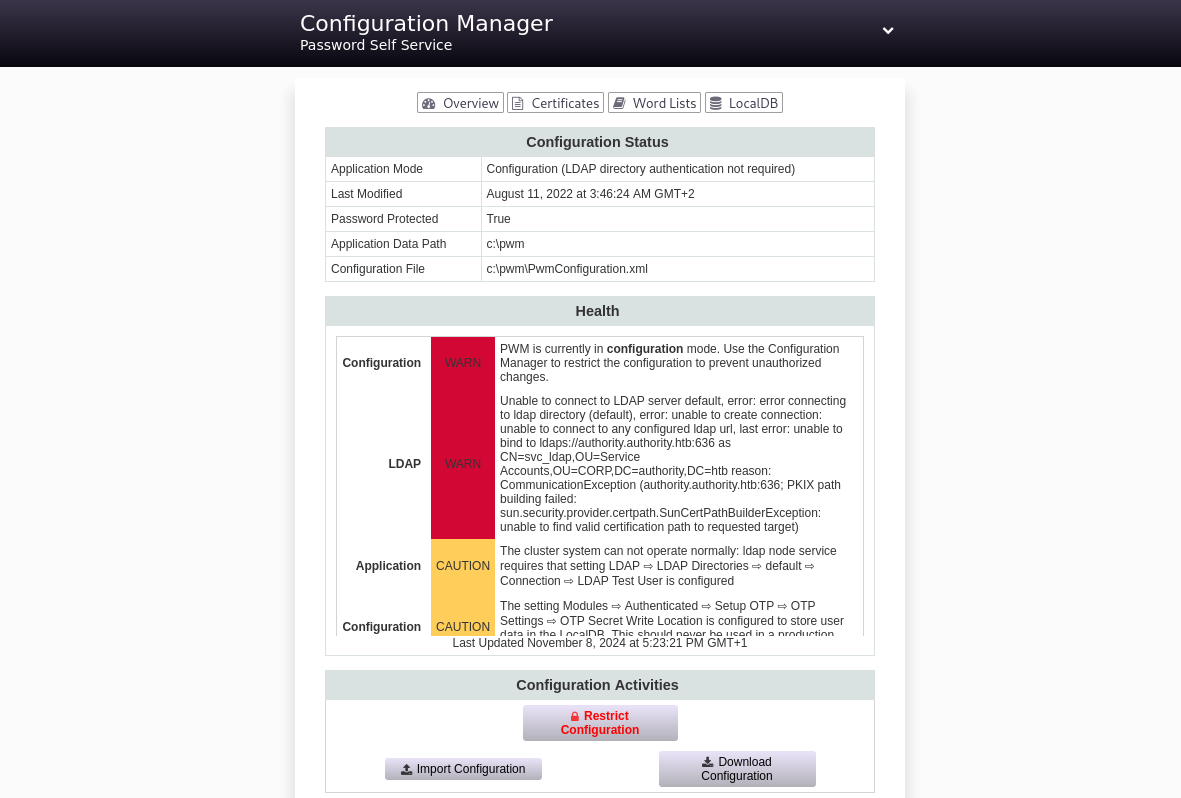 Configuration Manager
Password Self Service
Overview Certificates Word Lists LocalDB
Configuration Status
Application Mode Configuration (LDAP directory authentication not required)
Last Modified August 11, 2022 at 3:46:24 AM GMT+2
Password Protected True
Application Data Path c:\pwm
Configuration File c:\pwm\PwmConfiguration.xml
Health
Configuration WARN PWM is currently in configuration mode. Use the Configuration
Manager to restrict the configuration to prevent unauthorized
changes.
LDAP WARN Unable to connect to LDAP server default, error: error connecting
to ldap directory (default), error: unable to create connection:
unable to connect to any configured ldap url, last error: unable to
bind to ldaps://authority.authority.htb:636 as
CN=svc_ldap,OU=Service
Accounts,OU=CORP,DC=authority,DC=htb reason:
CommunicationException (authority.authority.htb:636; PKIX path
building failed:
sun.security.provider.certpath.SunCertPathBuilderException:
unable to find valid certification path to requested target)
Application CAUTION The cluster system can not operate normally: ldap node service
requires that setting LDAP ⇨ LDAP Directories ⇨ default ⇨
Connection ⇨ LDAP Test User is configured
Configuration CAUTION The setting Modules ⇨ Authenticated ⇨ Setup OTP ⇨ OTP
Settings ⇨ OTP Secret Write Location is configured to store user
data in the LocalDB. This should never be used in a production
Last Updated November 8, 2024 at 5:23:21 PM GMT+1
Configuration Activities
Restrict
Configuration
Import Configuration
Download
Configuration